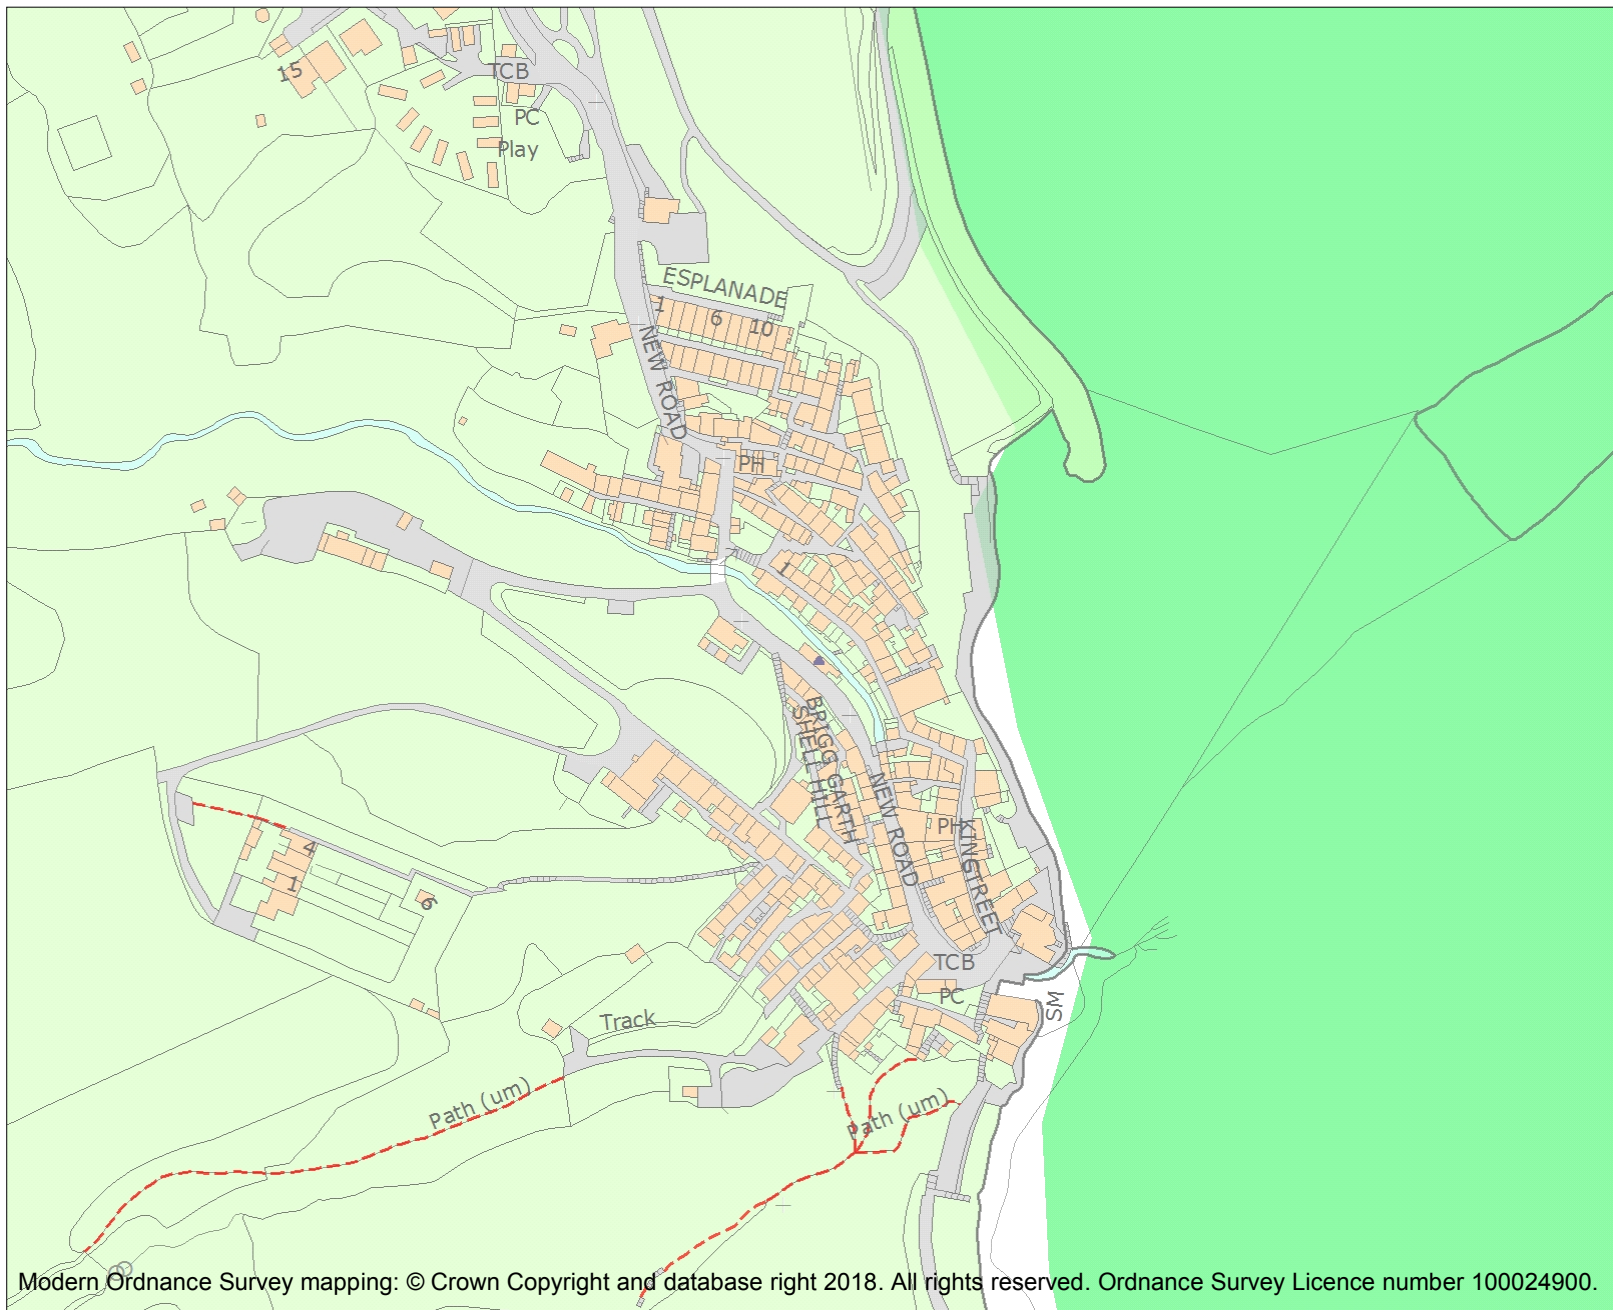 TCB
15
PC
Play
ESPLANADE
1
6
10
NEW ROAD
PH
1
BRIGG GARTH
SHELL HILL
NEW ROAD
PH
KINGSTREET
4
1
6
TCB
PC
SM
Track
Path (um)
Path (um)
Modern Ordnance Survey mapping: © Crown Copyright and database right 2018. All rights reserved. Ordnance Survey Licence number 100024900.